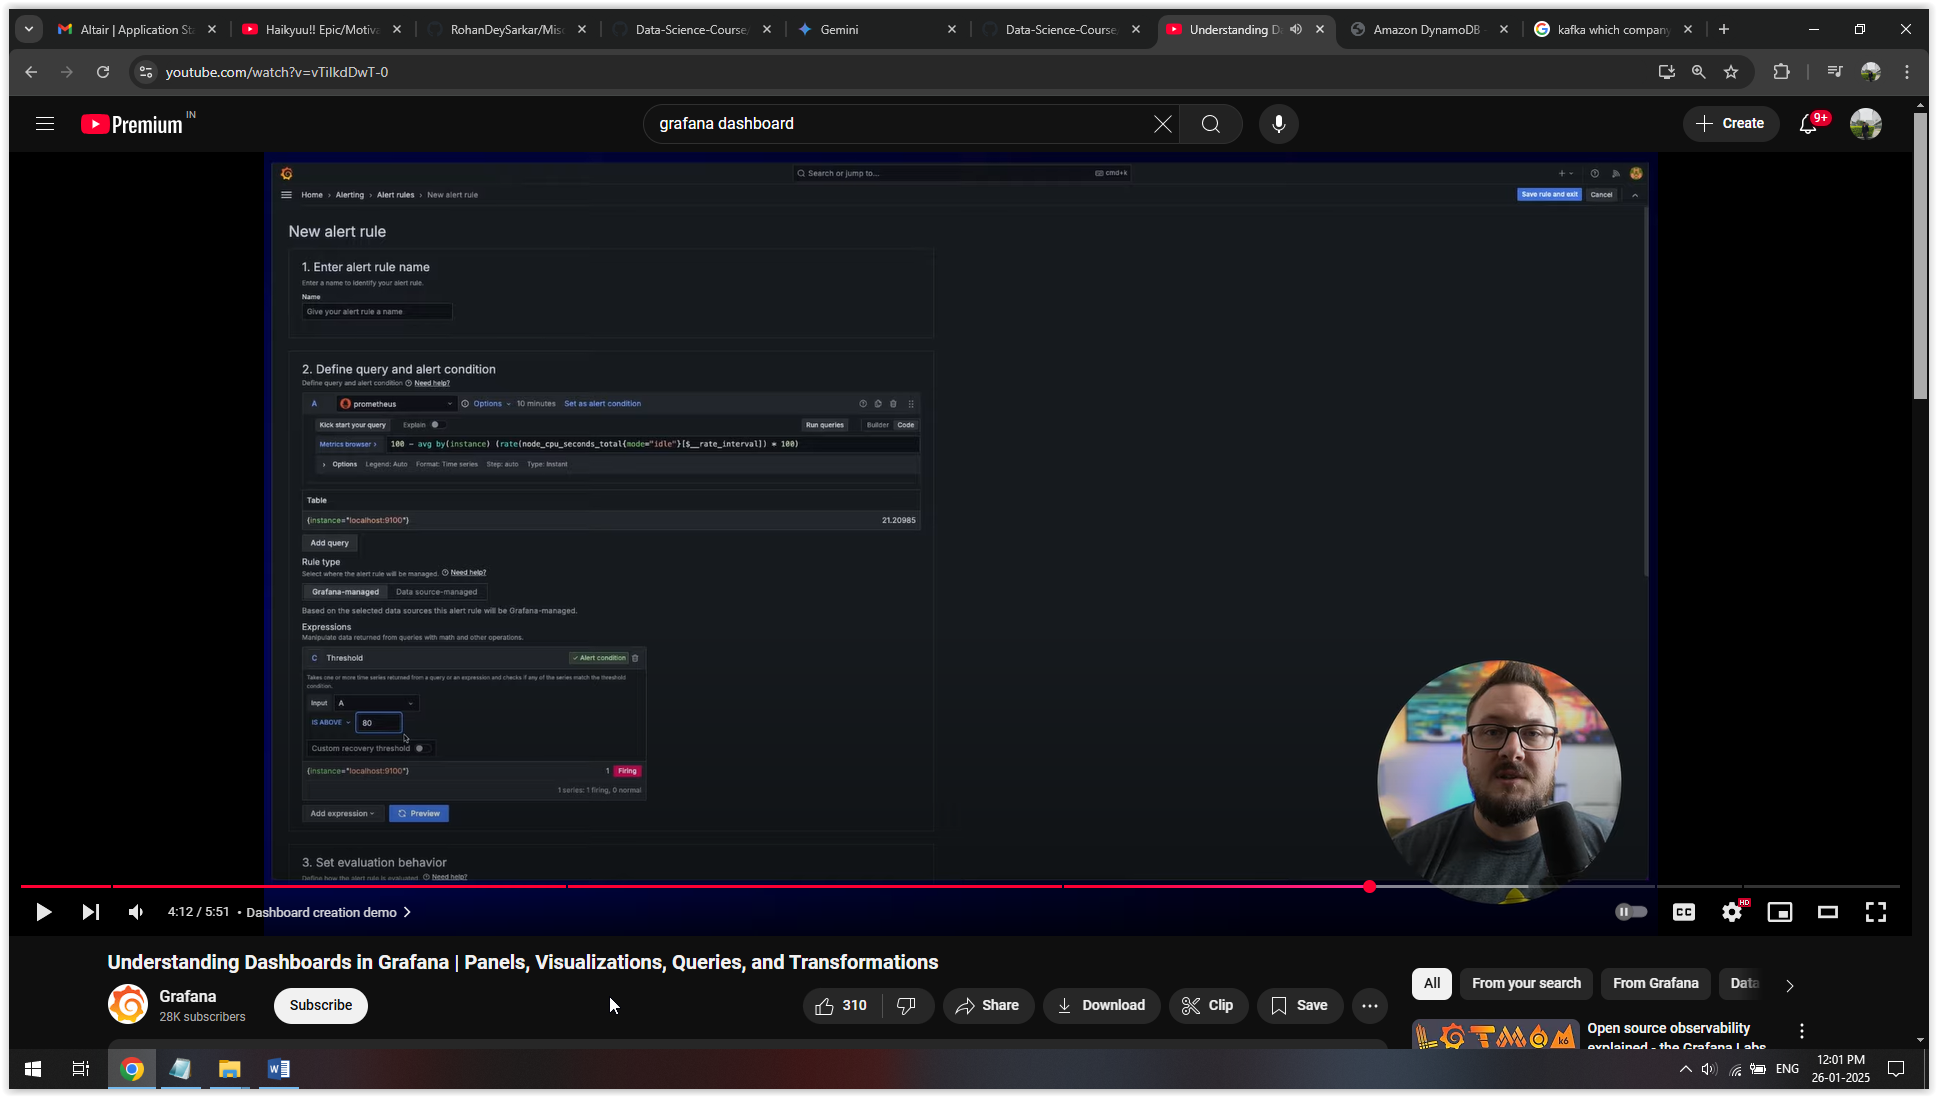 Altair | Application St
Haikyuu!! Epic/Motiva
RohanDeySarkar/Misc
Data-Science-Course/
Gemini
Data-Science-Course/
Understanding D
Amazon DynamoDB
kafka which company
youtube.com/watch?v=vTiIkdDwT-0
Premium IN
grafana dashboard
Create
9+
Search or jump to...
cmd+k
Home › Alerting › Alert rules › New alert rule
Save rule and exit
Cancel
New alert rule
1. Enter alert rule name
Enter a name to identify your alert rule.
Name
Give your alert rule a name
2. Define query and alert condition
Define query and alert condition Need help?
A prometheus Options 10 minutes Set as alert condition
Kick start your query Explain Run queries Builder Code
Metrics browser > 100 - avg by(instance) (rate(node_cpu_seconds_total{mode="idle"}[$__rate_interval]) * 100)
› Options Legend: Auto Format: Time series Step: auto Type: Instant
Table
{instance="localhost:9100"} 21.20985
Add query
Rule type
Select where the alert rule will be managed. Need help?
Grafana-managed Data source-managed
Based on the selected data sources this alert rule will be Grafana-managed.
Expressions
Manipulate data returned from queries with math and other operations.
C Threshold Alert condition
Takes one or more time series returned from a query or an expression and checks if any of the series match the threshold
condition.
Input A
IS ABOVE 80
Custom recovery threshold
{instance="localhost:9100"} 1 Firing
1 series: 1 firing, 0 normal
Add expression
Preview
3. Set evaluation behavior
Define how the alert rule is evaluated. Need help?
4:12 / 5:51 • Dashboard creation demo
CC
HD
Understanding Dashboards in Grafana | Panels, Visualizations, Queries, and Transformations
Grafana
28K subscribers
Subscribe
310
Share
Download
Clip
Save
All
From your search
From Grafana
Data
k6
Open source observability
explained - the Grafana Labs
W
ENG
12:01 PM
26-01-2025